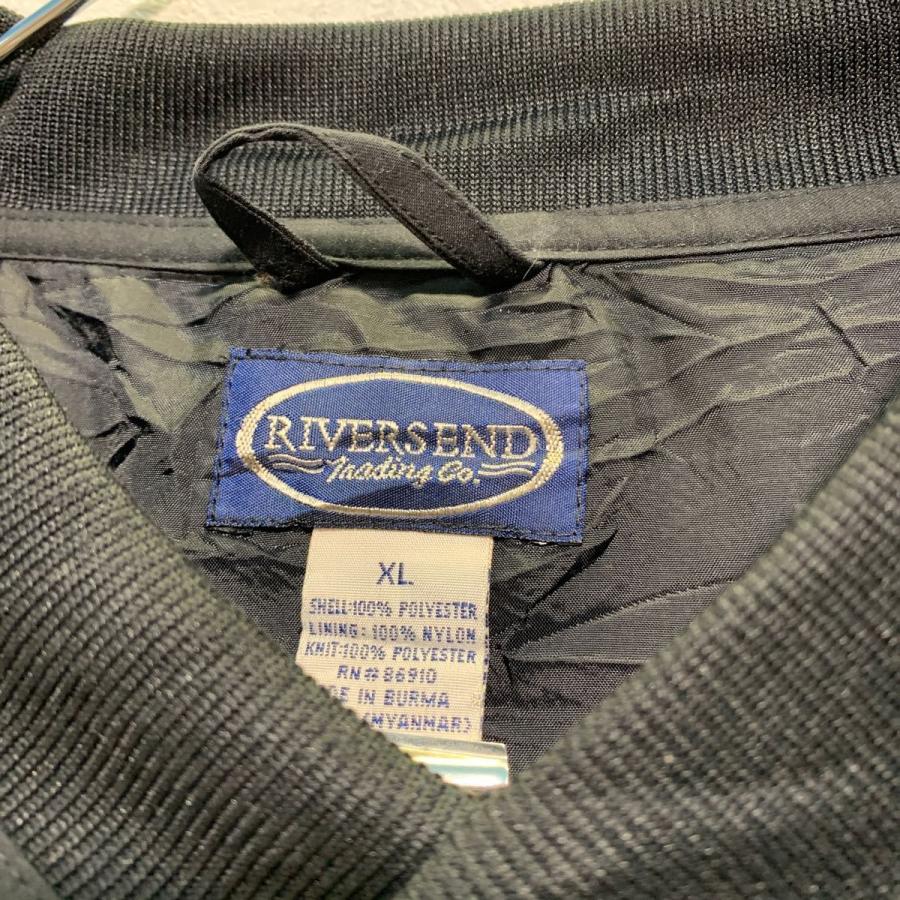 RIVERSEND
Trading Co.
XL
SHELL:100% POLYESTER
LINING: 100% NYLON
KNIT:100% POLYESTER
RN#86910
IN BURMA
(MYANMAR)